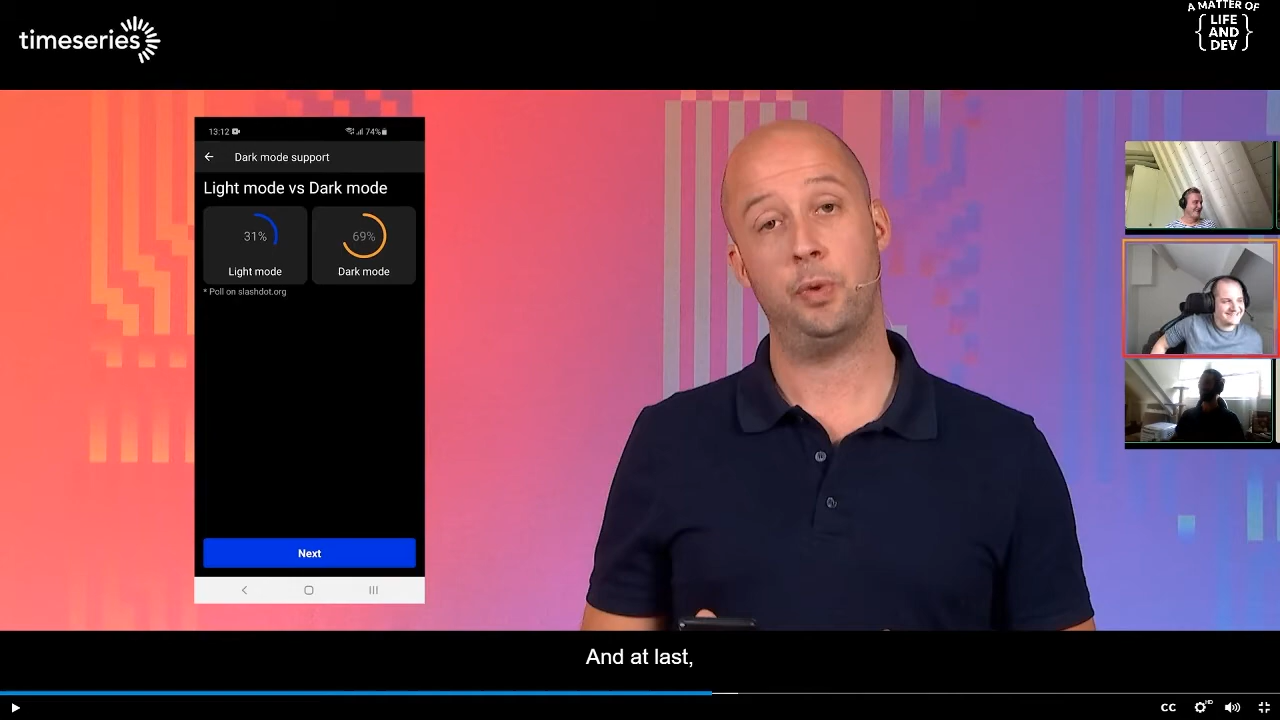 timeseries
A MATTER OF
LIFE
AND
DEV
13:12
74%
Dark mode support
Light mode vs Dark mode
31%
69%
Light mode
Dark mode
* Poll on slashdot.org
Next
And at last,
CC
HD